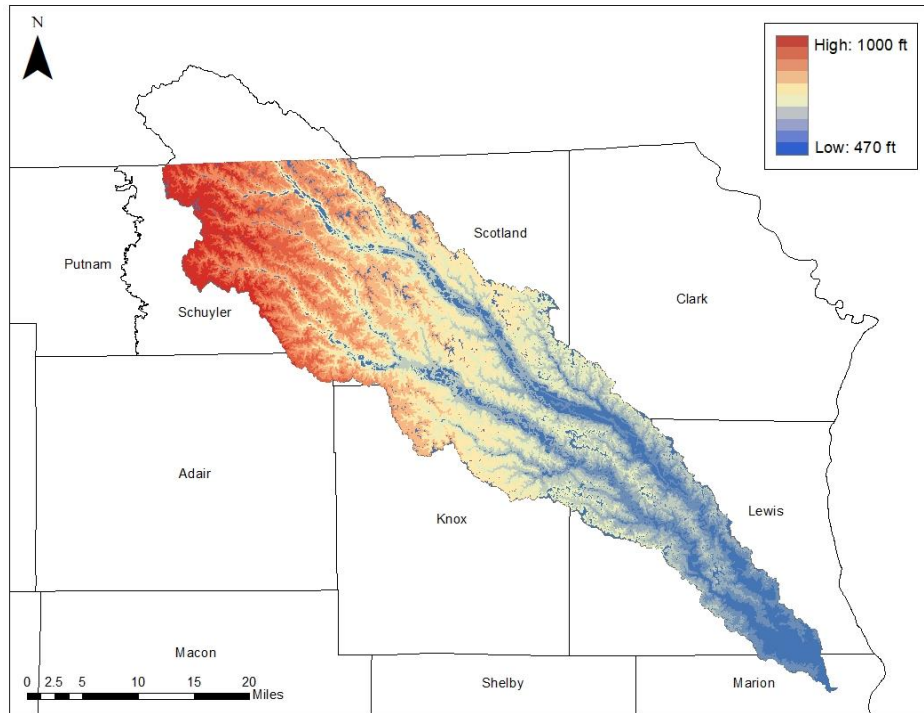 N
High: 1000 ft
Low: 470 ft
Scotland
Putnam
Clark
Schuyler
Adair
Lewis
Knox
Macon
0 2.5 5 10 15 20
Miles
Shelby
Marion